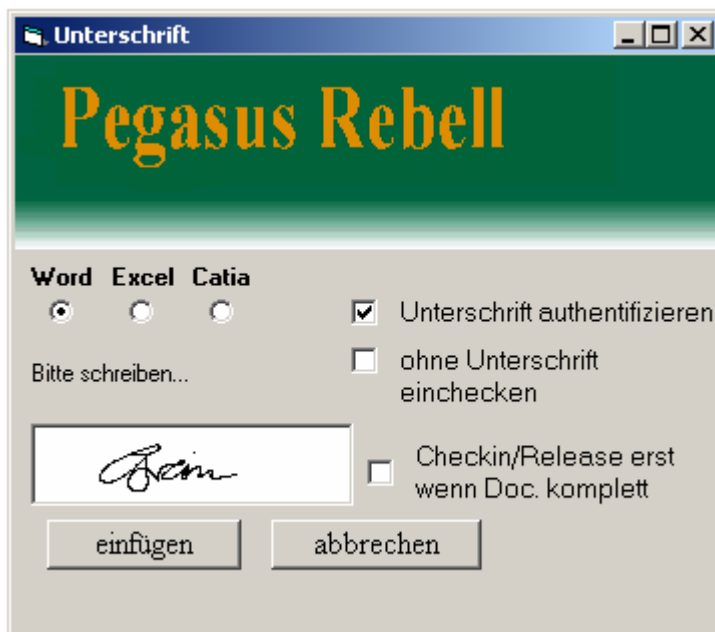 Unterschrift
Pegasus Rebell
Word Excel Catia
Unterschrift authentifizieren
ohne Unterschrift
einchecken
Bitte schreiben...
Checkin/Release erst
wenn Doc. komplett
einfügen abbrechen